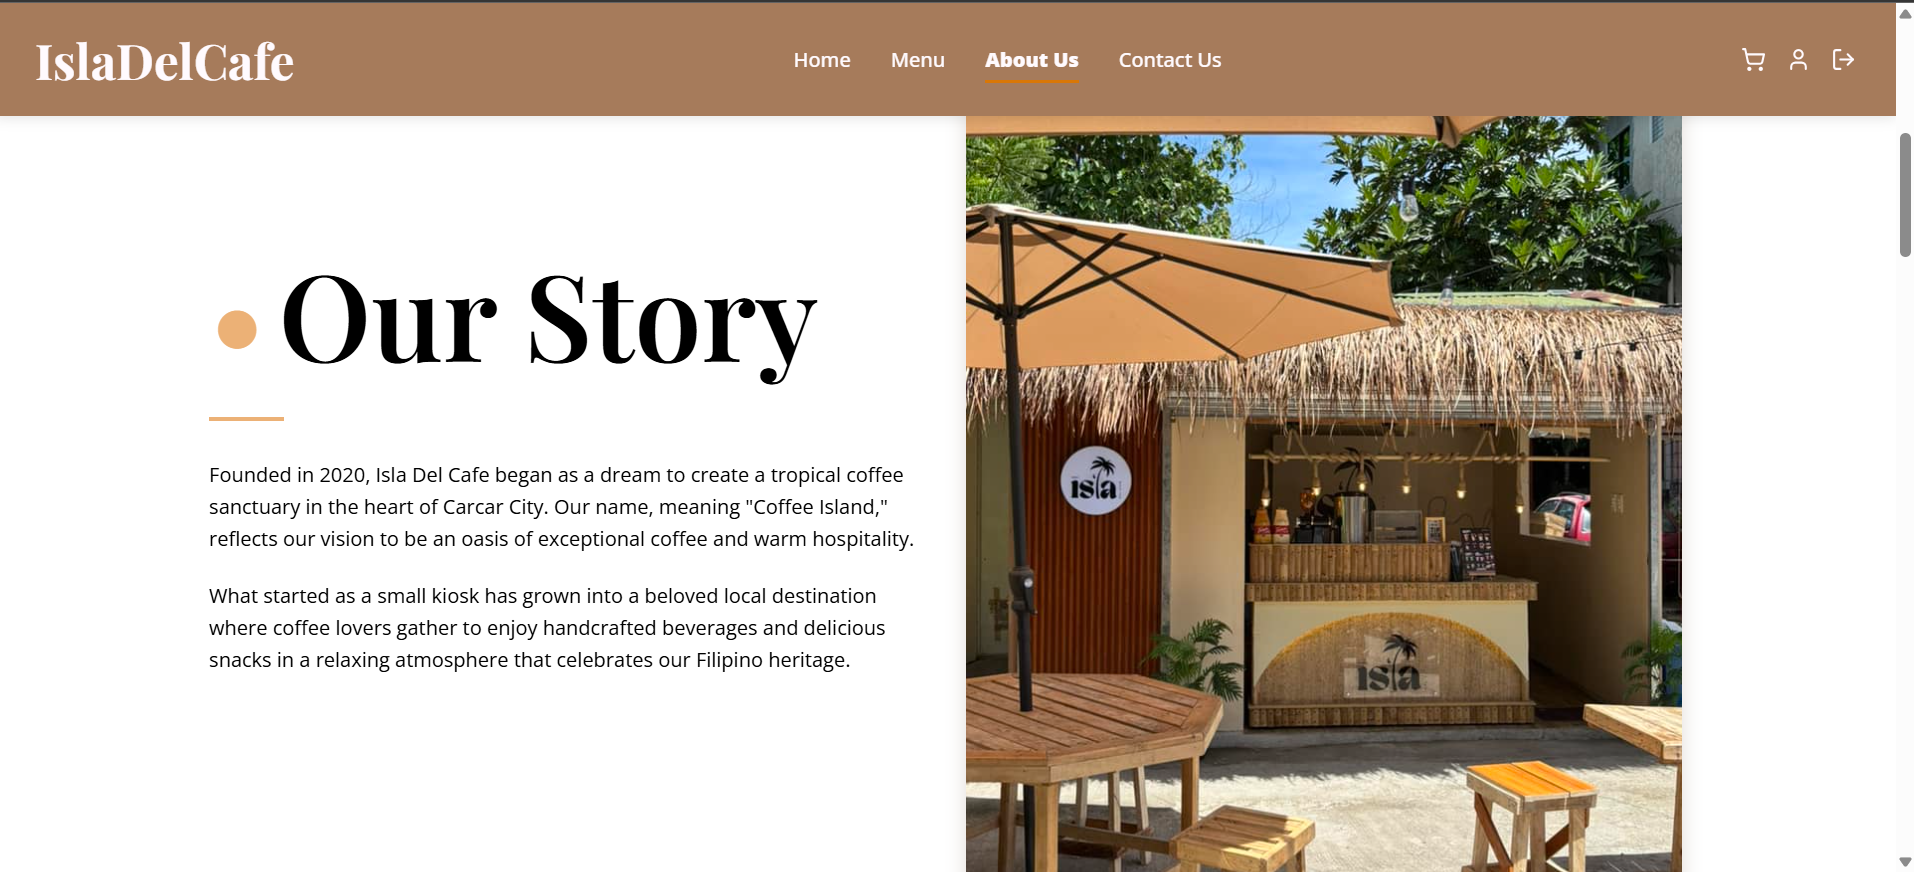 IslaDelCafe
Home
Menu
About Us
Contact Us
Our Story
Founded in 2020, Isla Del Cafe began as a dream to create a tropical coffee
sanctuary in the heart of Carcar City. Our name, meaning "Coffee Island,"
reflects our vision to be an oasis of exceptional coffee and warm hospitality.
What started as a small kiosk has grown into a beloved local destination
where coffee lovers gather to enjoy handcrafted beverages and delicious
snacks in a relaxing atmosphere that celebrates our Filipino heritage.
isla
isla